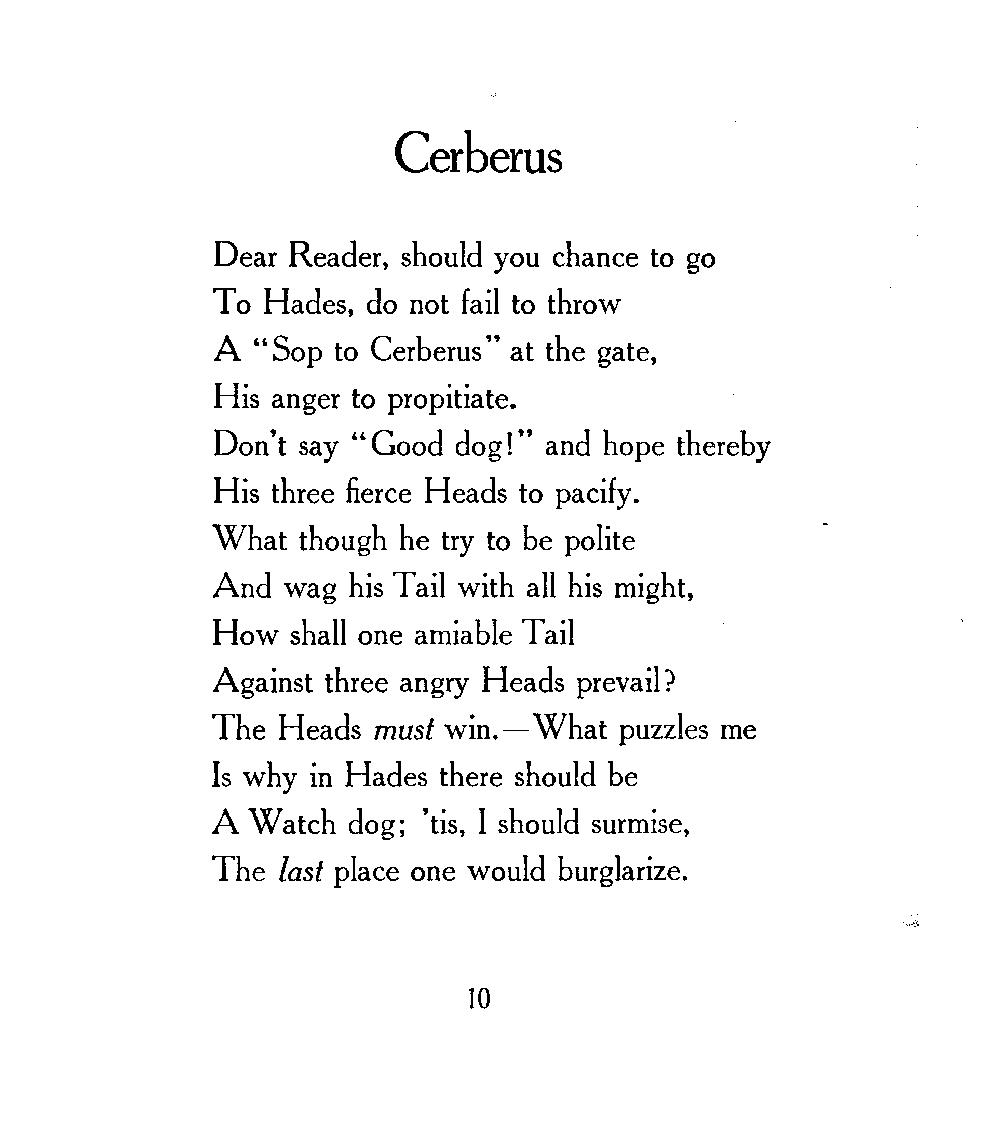 Cerberus
Dear Reader, should you chance to go
To Hades, do not fail to throw
A “Sop to Cerberus” at the gate,
His anger to propitiate.
Don't say “Good dog!” and hope thereby
His three fierce Heads to pacify.
What though he try to be polite
And wag his Tail with all his might,
How shall one amiable Tail
Against three angry Heads prevail?
The Heads must win.—What puzzles me
Is why in Hades there should be
A Watch dog; 'tis, I should surmise,
The last place one would burglarize.
10